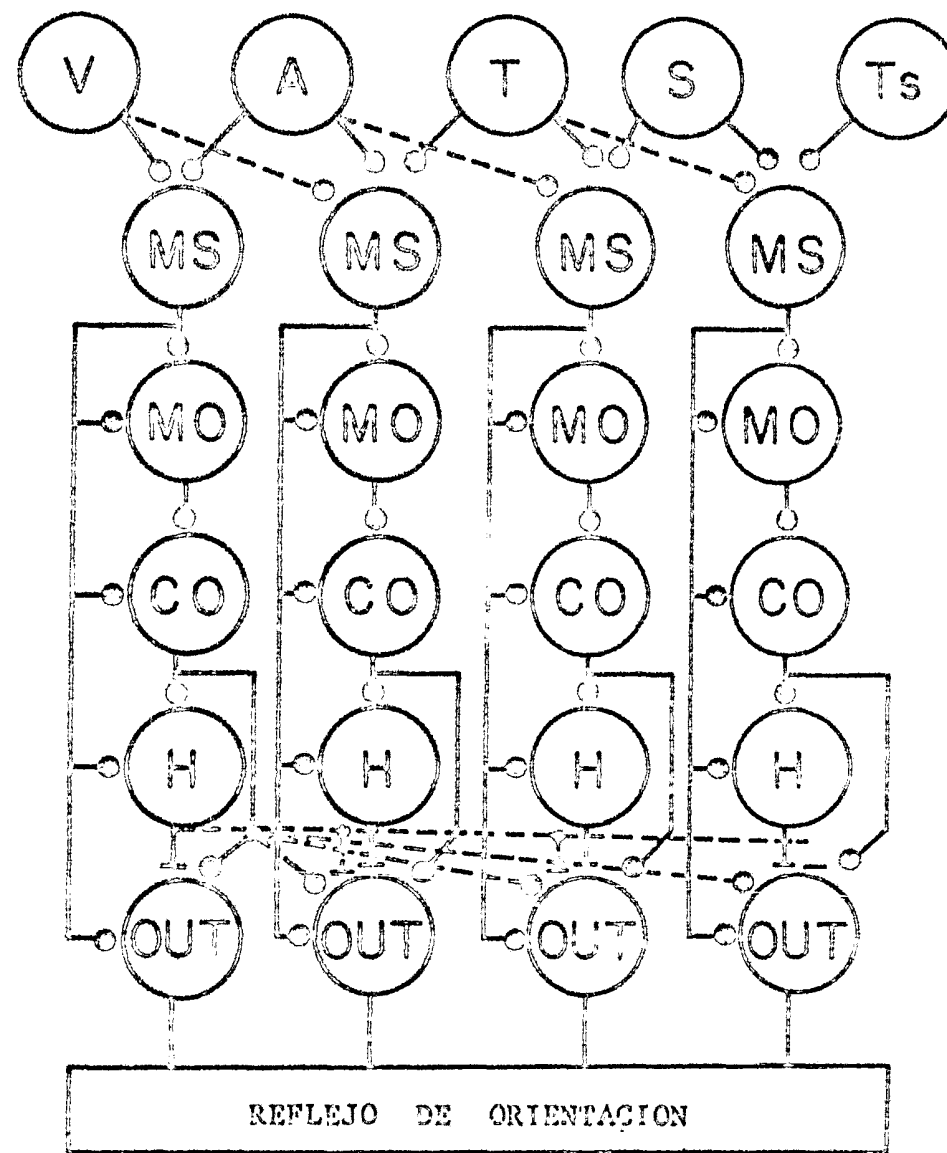 V A T S Ts
MS MS MS MS
MO MO MO MO
CO CO CO CO
H H H H
OUT OUT OUT OUT
REFLEJO DE ORIENTACION